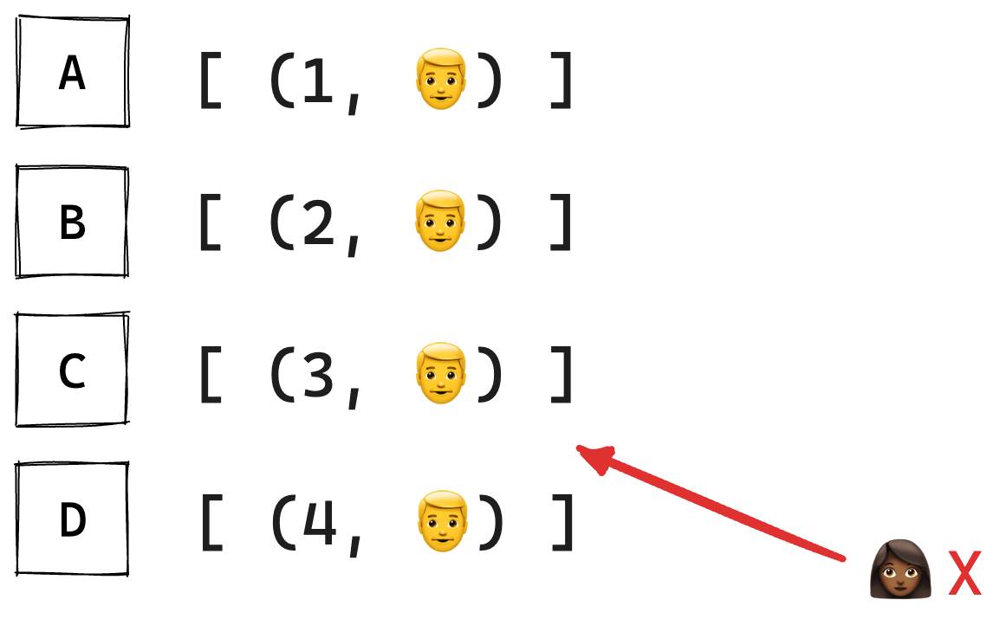 A [ (1, 👨) ]
B [ (2, 👨) ]
C [ (3, 👨) ]
D [ (4, 👨) ]
👩🏾 X